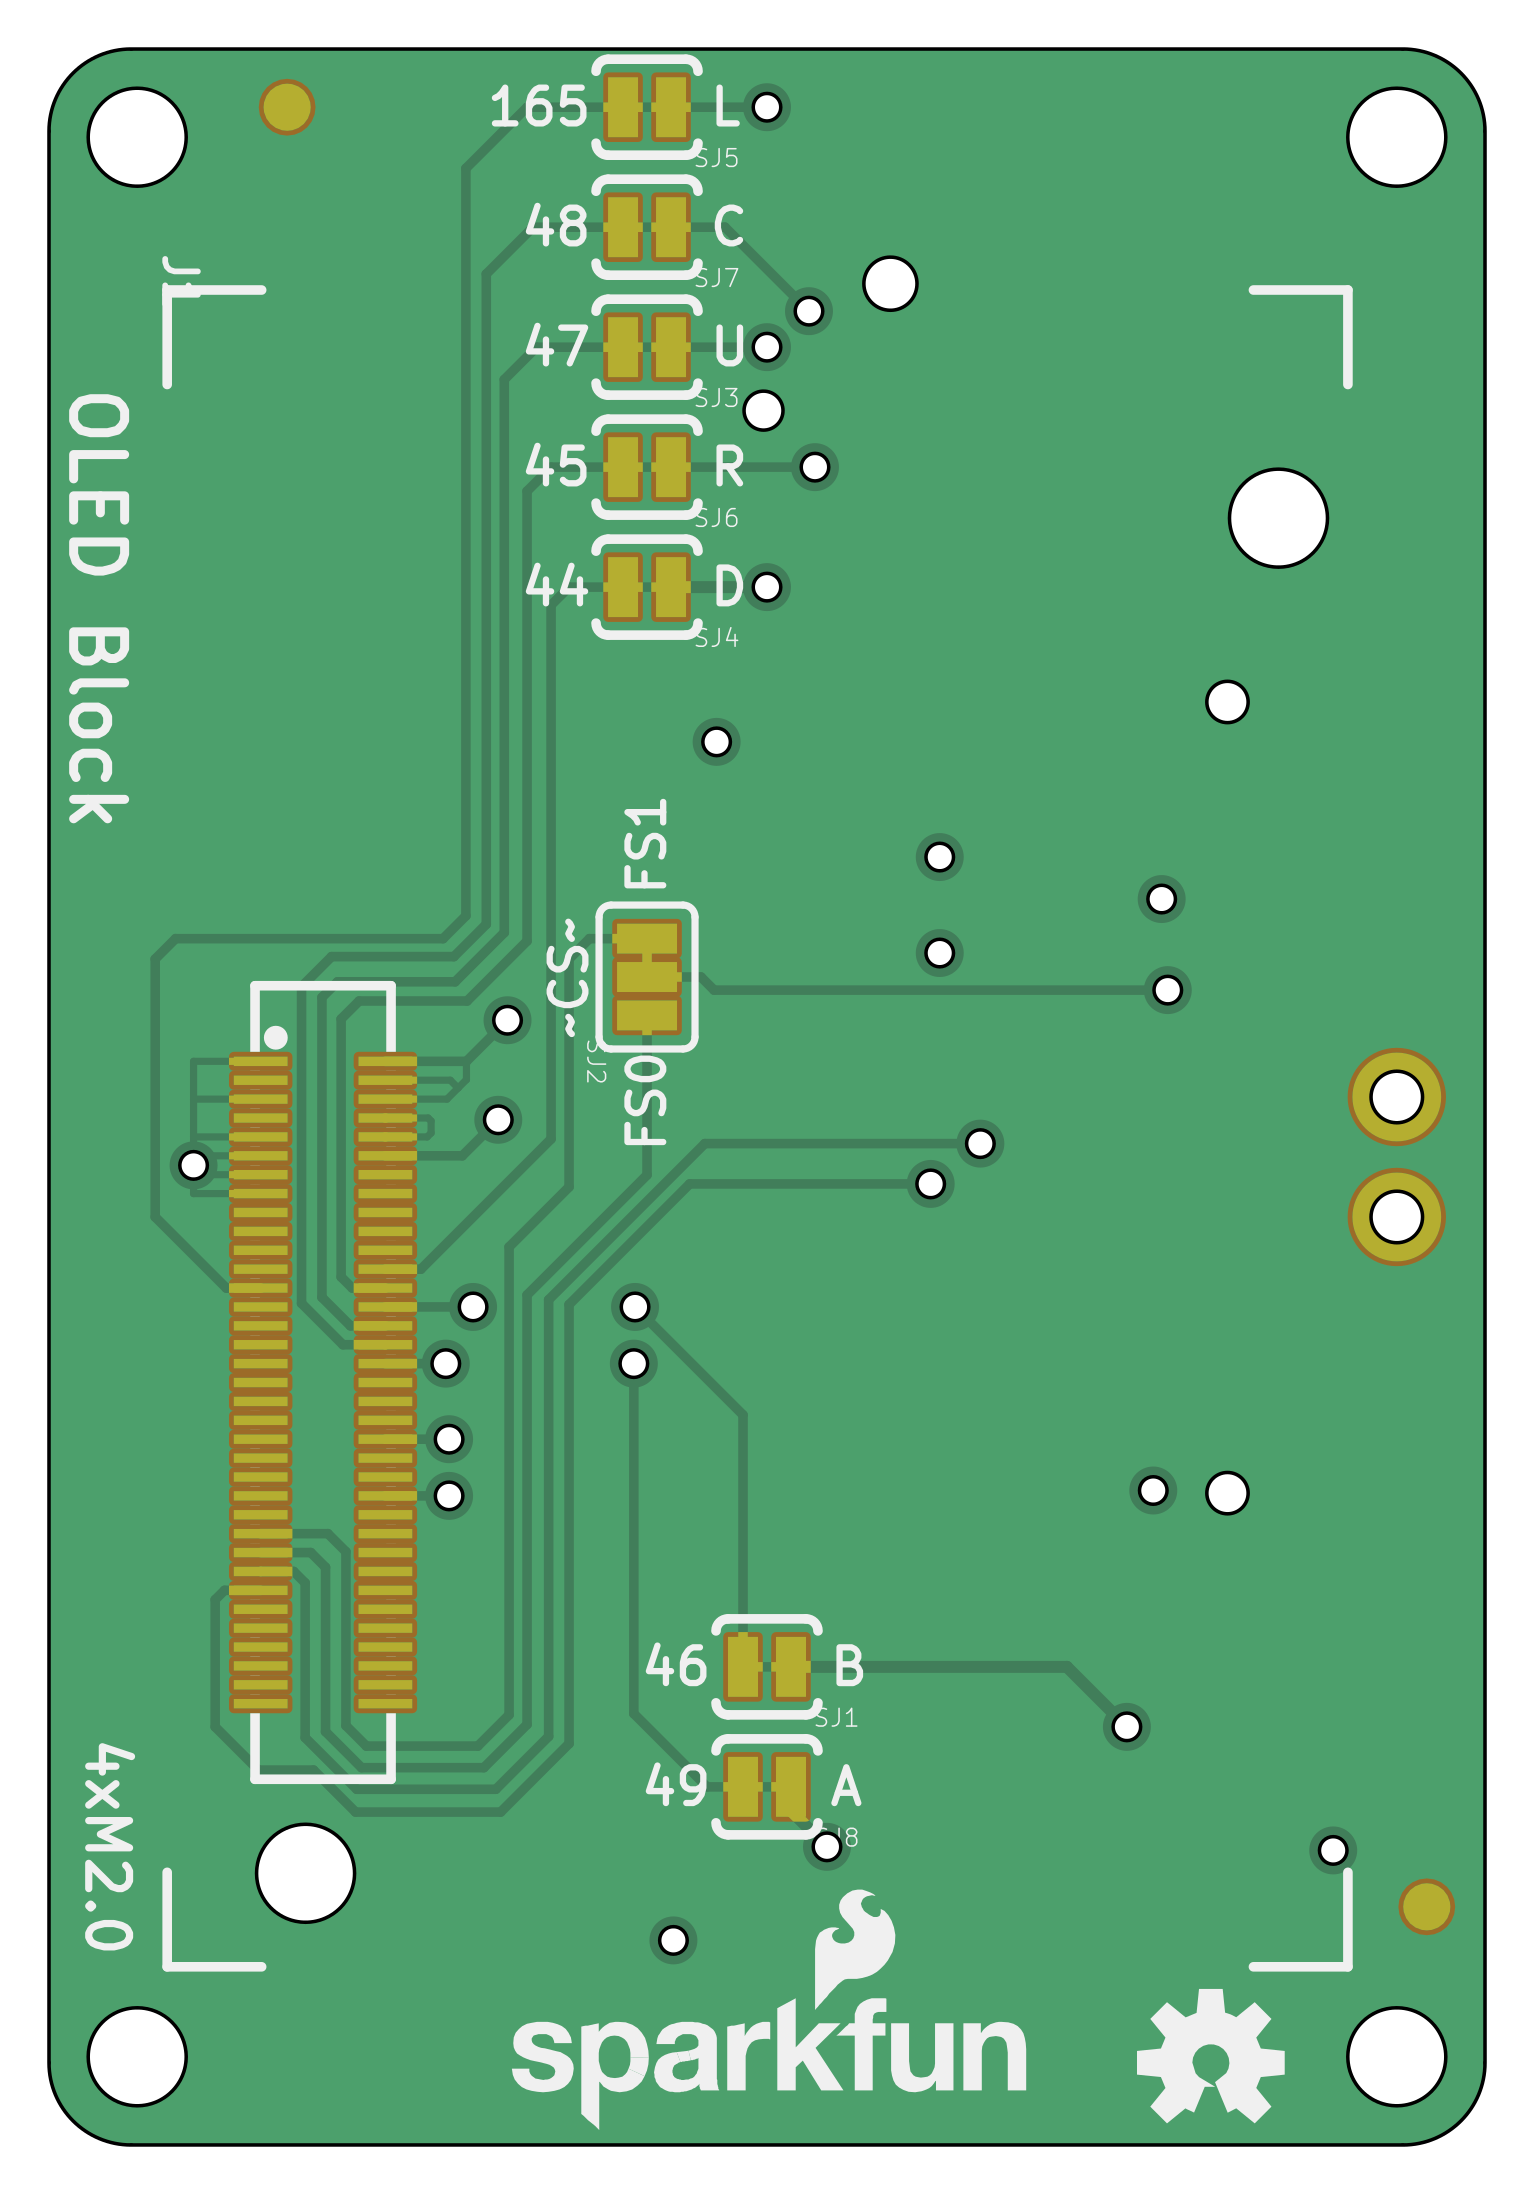 165 L
SJ5
48 C
SJ7
J1
47 U
SJ3
45 R
SJ6
44 D
SJ4
OLED Block
FS1
~CS~
SJ2
FS0
46 B
SJ1
49 A
SJ8
4xM2.0
sparkfun